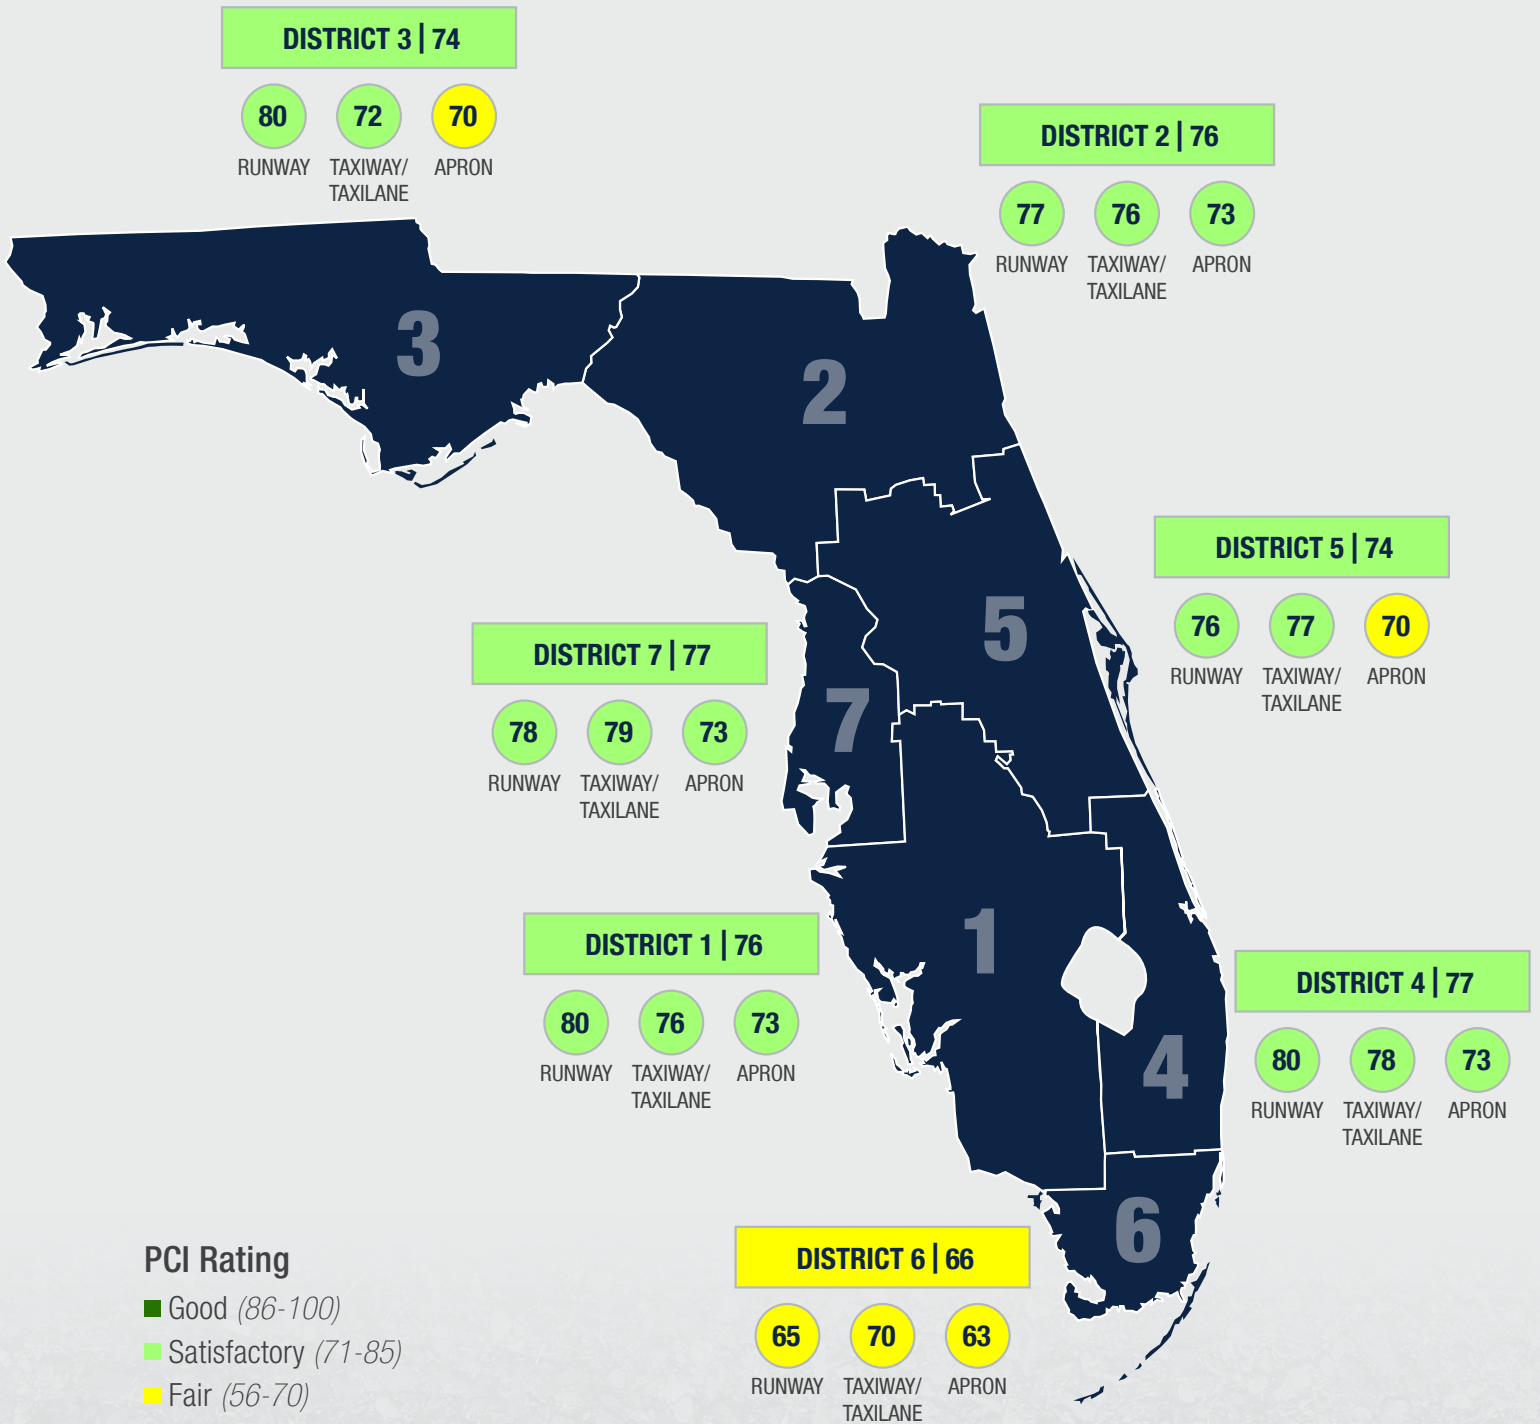 DISTRICT 3 | 74
80 72 70
RUNWAY TAXIWAY/ APRON
TAXILANE
DISTRICT 2 | 76
77 76 73
RUNWAY TAXIWAY/ APRON
TAXILANE
3
2
DISTRICT 5 | 74
76 77 70
RUNWAY TAXIWAY/ APRON
TAXILANE
5
DISTRICT 7 | 77
78 79 73
RUNWAY TAXIWAY/ APRON
TAXILANE
7
DISTRICT 1 | 76
80 76 73
RUNWAY TAXIWAY/ APRON
TAXILANE
1
DISTRICT 4 | 77
80 78 73
RUNWAY TAXIWAY/ APRON
TAXILANE
4
6
DISTRICT 6 | 66
65 70 63
RUNWAY TAXIWAY/ APRON
TAXILANE
PCI Rating
Good (86-100)
Satisfactory (71-85)
Fair (56-70)